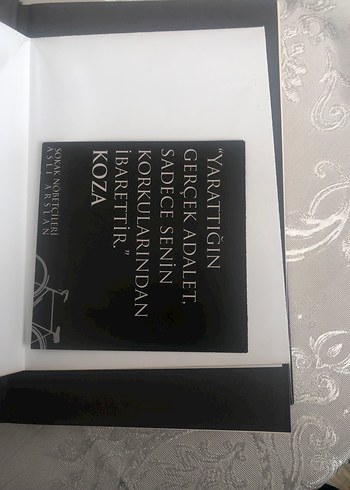 “YARATTIĞIN
GERÇEK ADALET,
SADECE SENİN
KORKULARINDAN
İBARETTİR.”
KOZA
SOKAK NÖBETÇİLERİ
ASLI ARSLAN